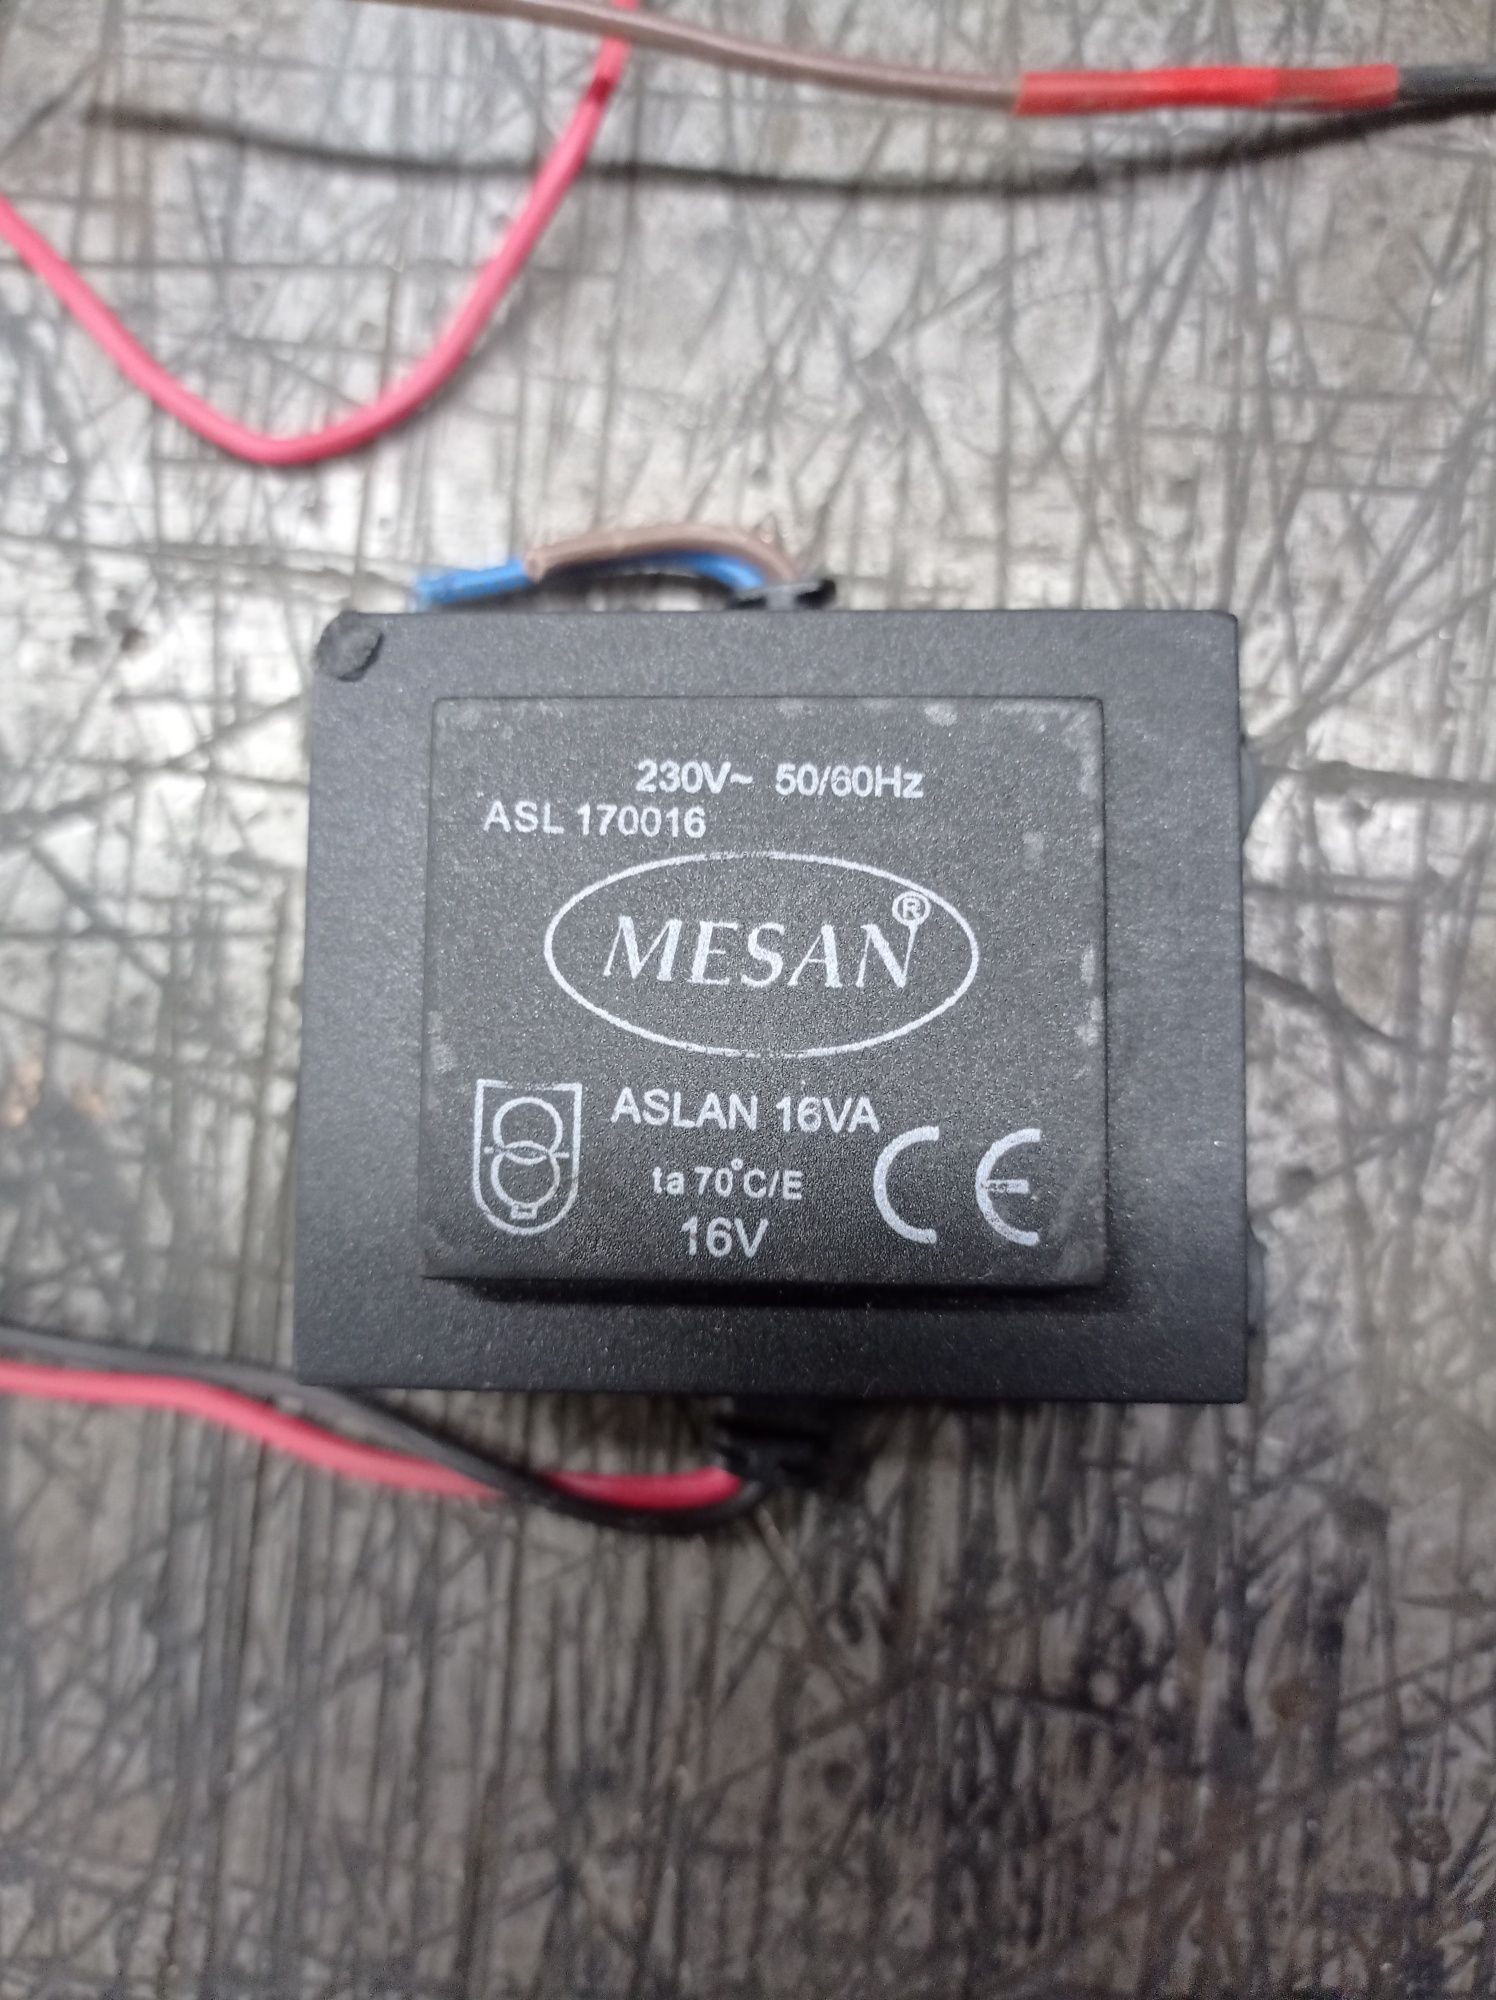 230V~ 50/60Hz
ASL 170016
MESAN®
ASLAN 16VA
ta 70°C/E
16V
CE